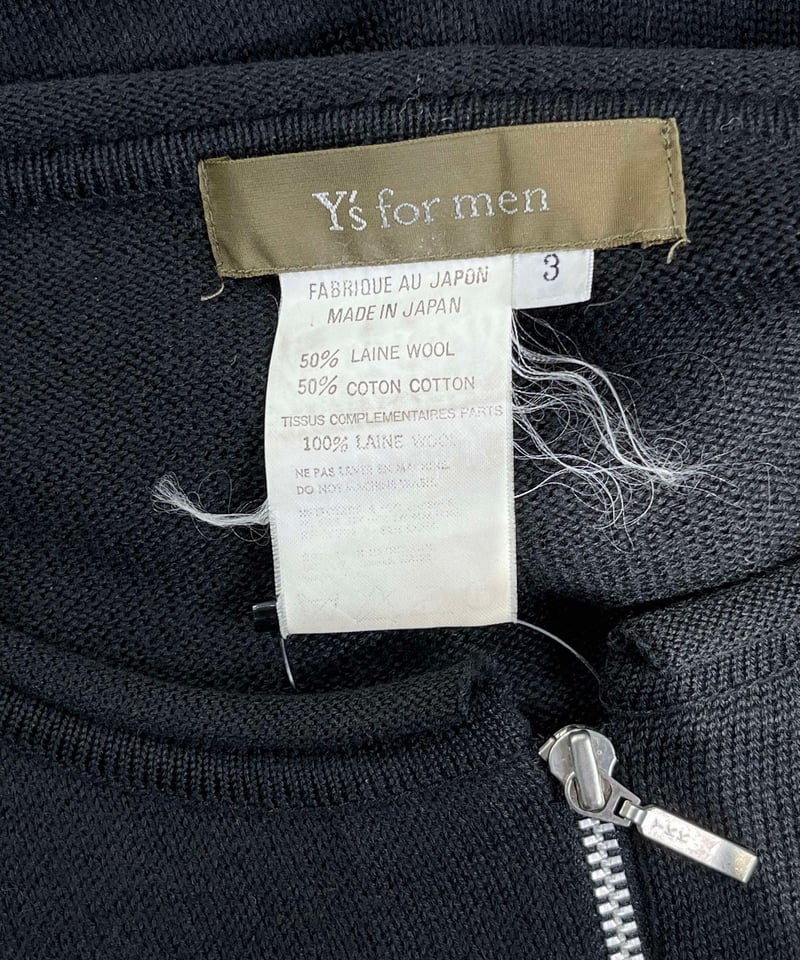 Y's for men
3
FABRIQUE AU JAPON
MADE IN JAPAN
50% LAINE WOOL
50% COTON COTTON
TISSUS COMPLEMENTAIRES PARTS
100% LAINE WOOL
NE PAS LAVER EN MACHINE
DO NOT MACHINE WASH
YKK